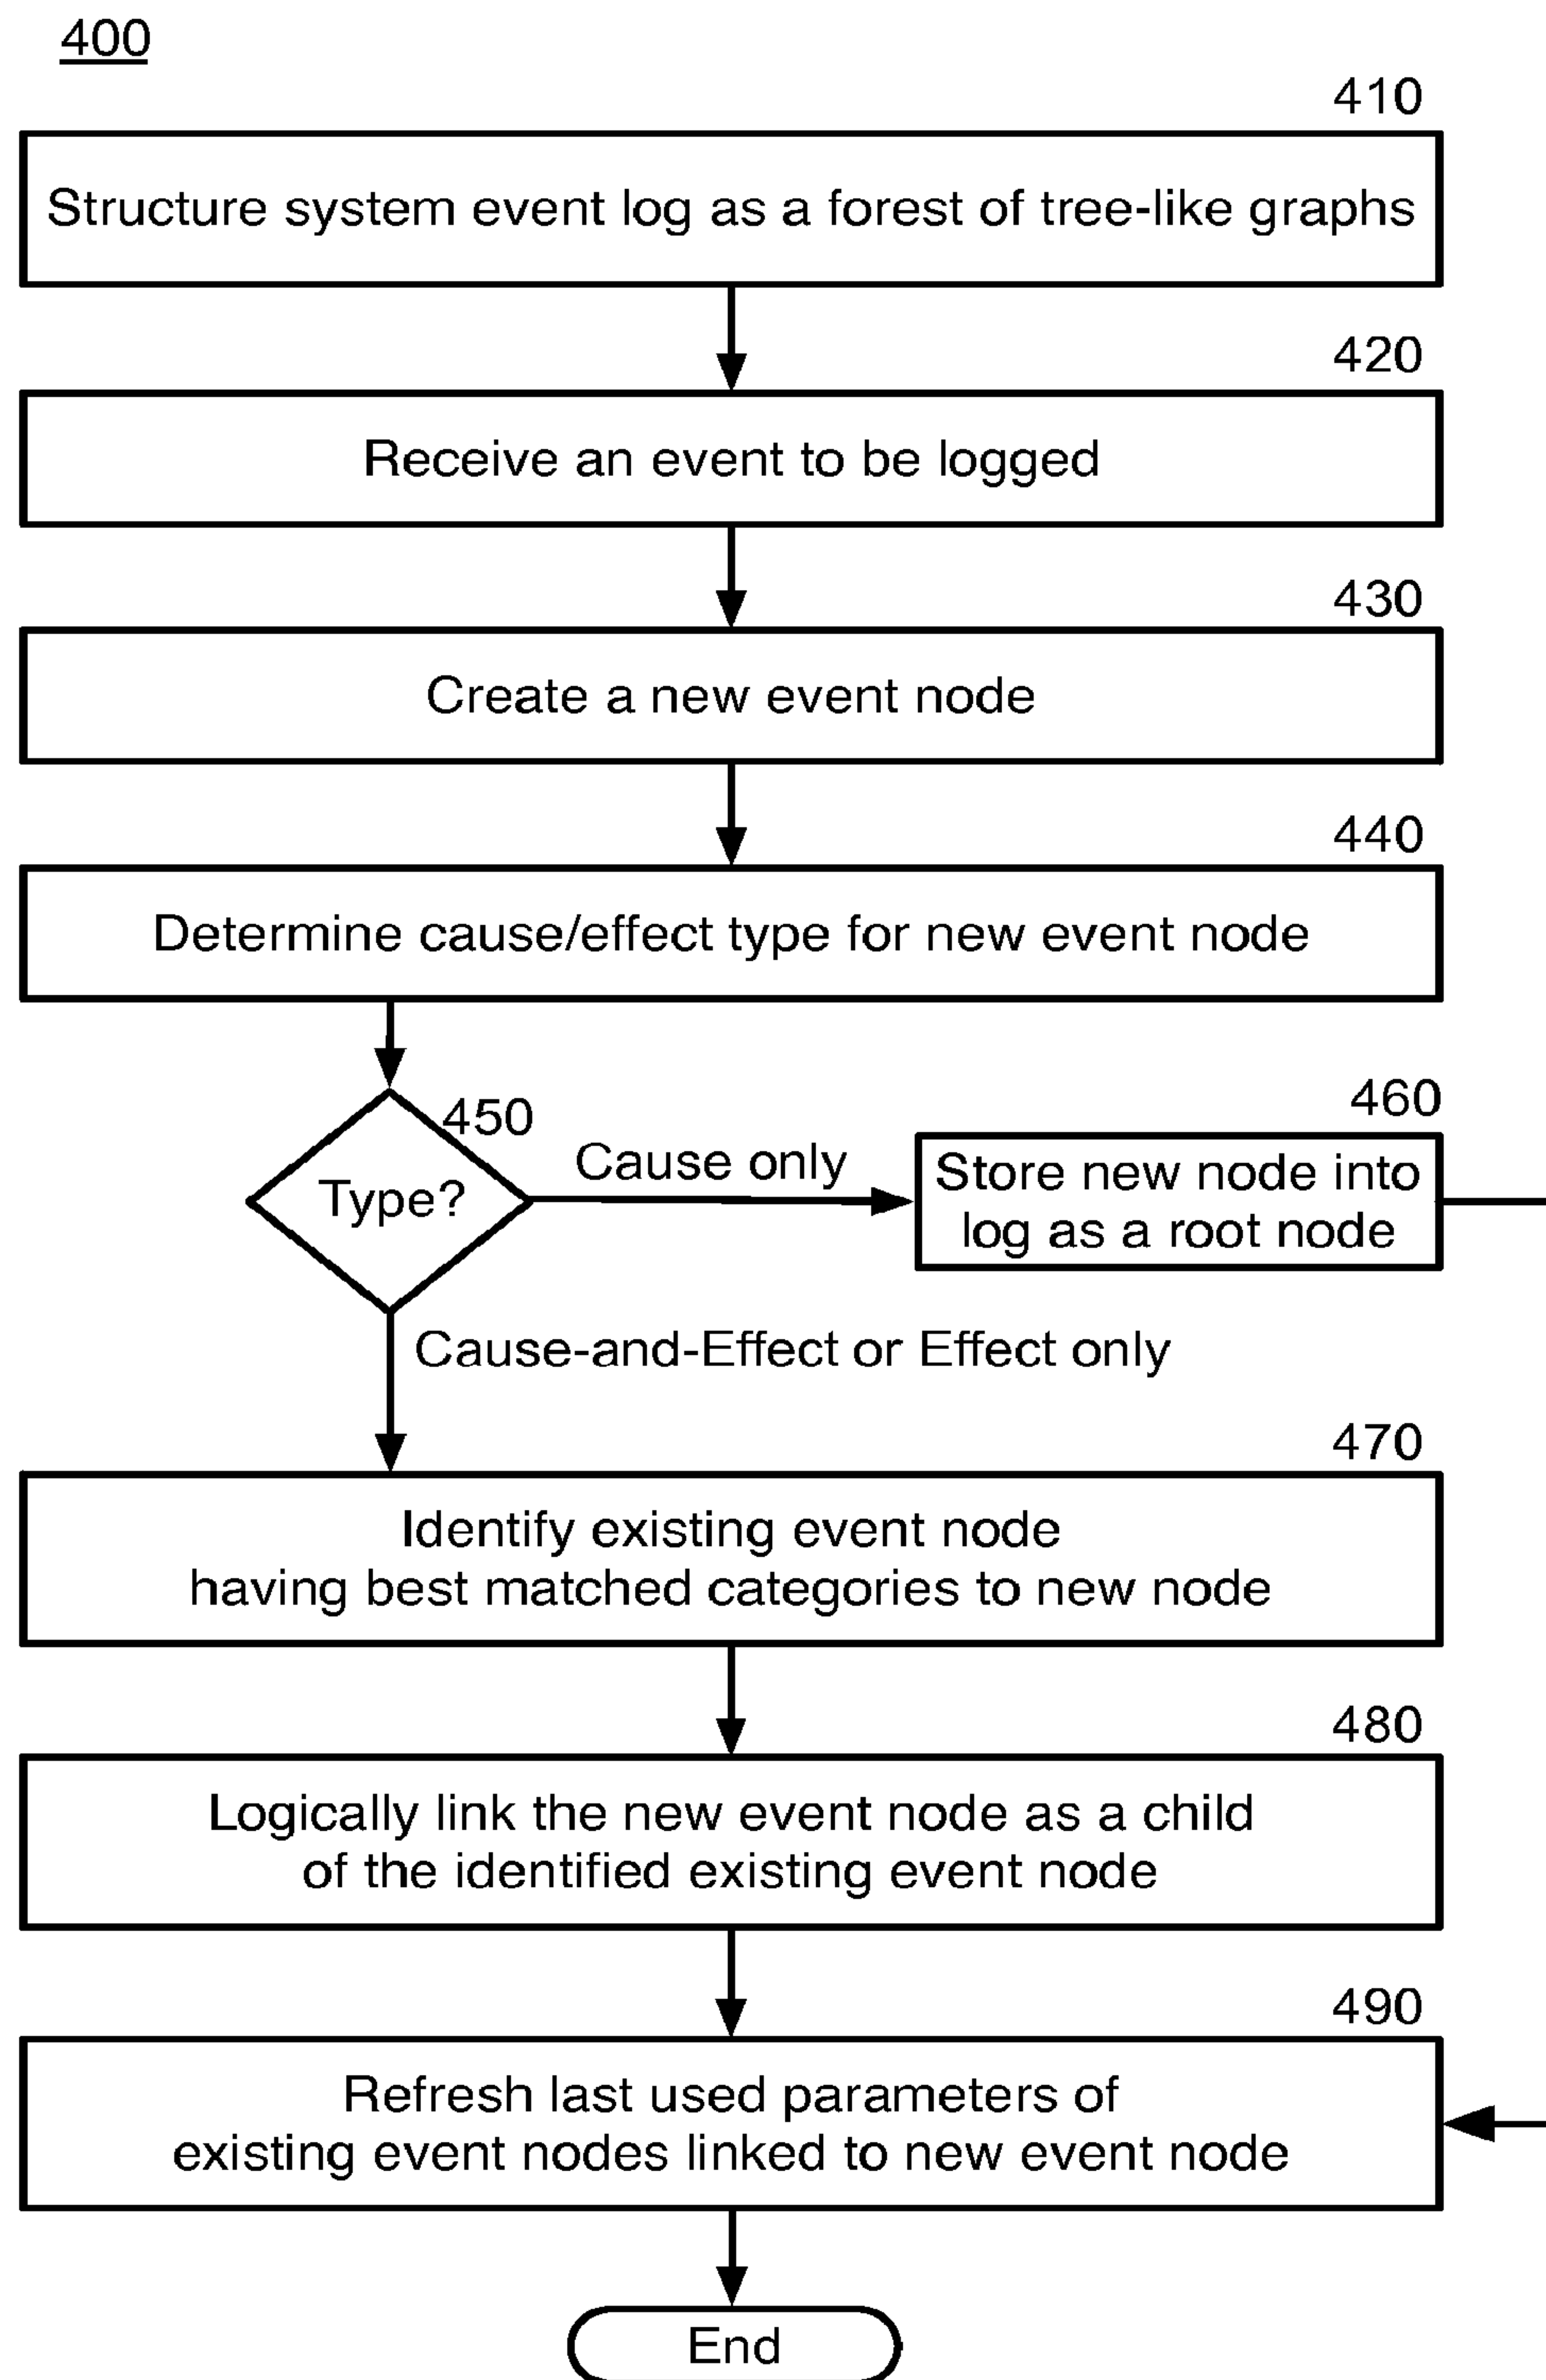 400
410
Structure system event log as a forest of tree-like graphs
420
Receive an event to be logged
430
Create a new event node
440
Determine cause/effect type for new event node
450
Type?
Cause only
460
Store new node into
log as a root node
Cause-and-Effect or Effect only
470
Identify existing event node
having best matched categories to new node
480
Logically link the new event node as a child
of the identified existing event node
490
Refresh last used parameters of
existing event nodes linked to new event node
End